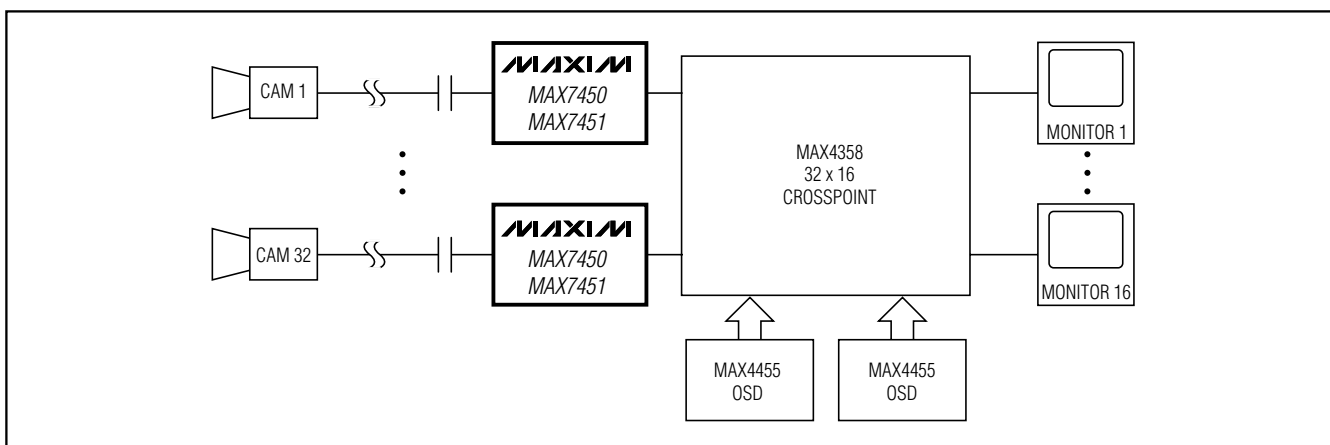 CAM 1
MAXIM
MAX7450
MAX7451
MAX4358
32 x 16
CROSSPOINT
MONITOR 1
CAM 32
MAXIM
MAX7450
MAX7451
MONITOR 16
MAX4455
OSD
MAX4455
OSD